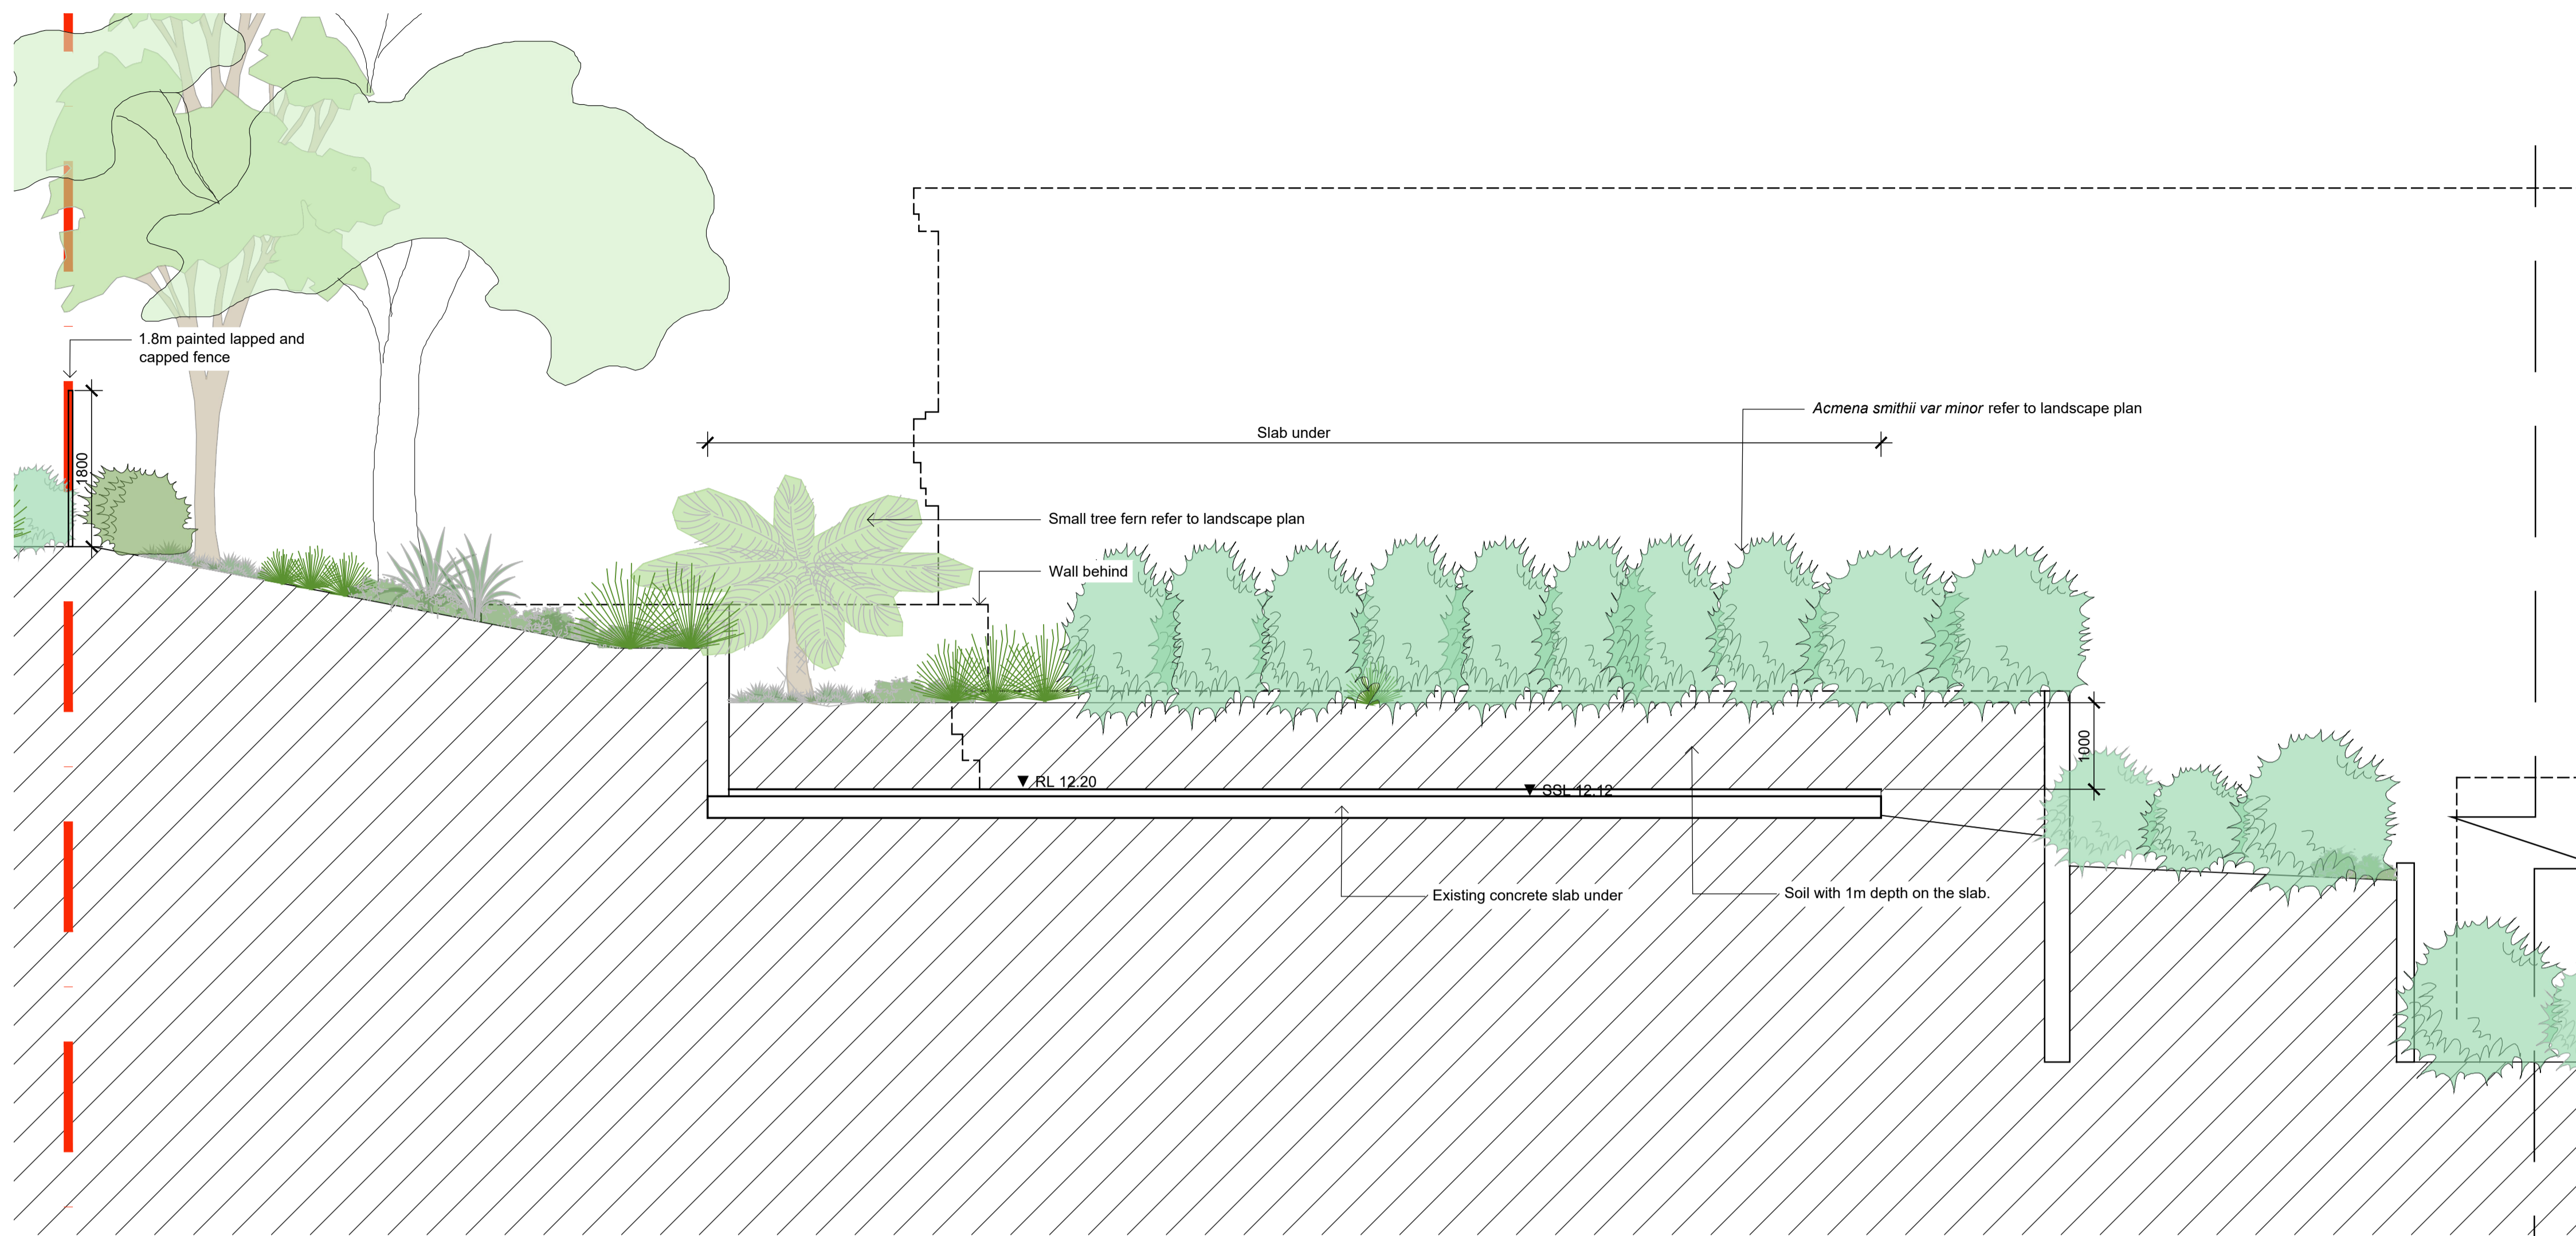 1.8m painted lapped and
capped fence
1800
Acmena smithii var minor refer to landscape plan
Slab under
Small tree fern refer to landscape plan
Wall behind
1000
RL 12.20
SSL 12.12
Existing concrete slab under
Soil with 1m depth on the slab.